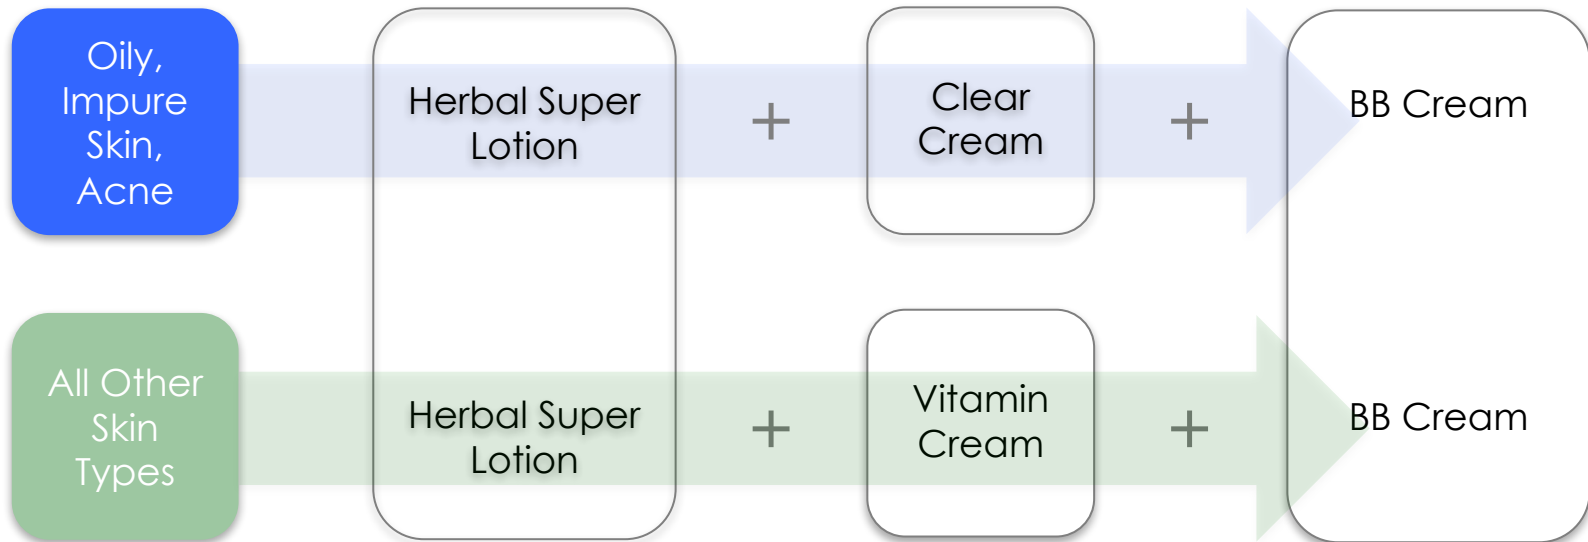 Oily,
Impure
Skin,
Acne
Herbal Super
Lotion
+
Clear
Cream
+
BB Cream
All Other
Skin
Types
Herbal Super
Lotion
+
Vitamin
Cream
+
BB Cream